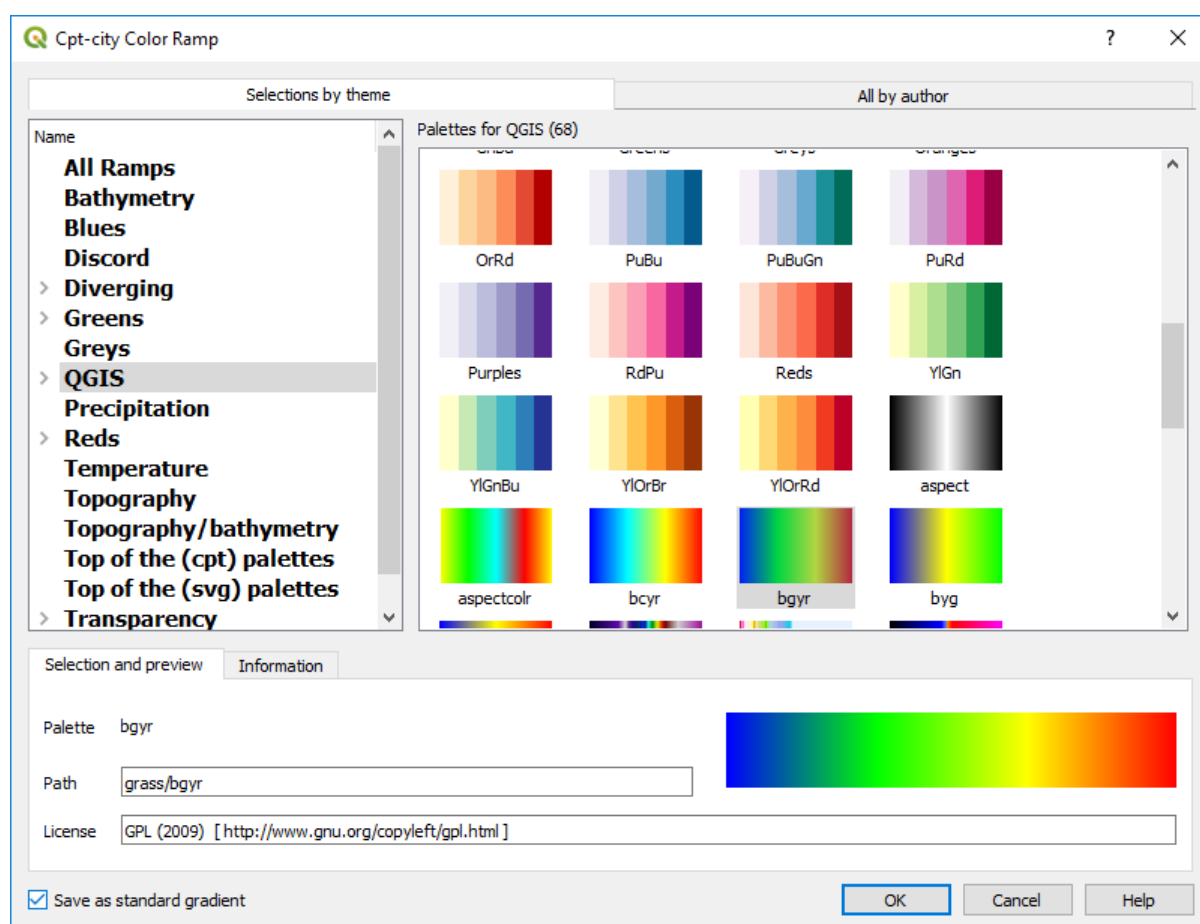 Cpt-city Color Ramp
?
Selections by theme
All by author
Name
All Ramps
Bathymetry
Blues
Discord
Diverging
Greens
Greys
QGIS
Precipitation
Reds
Temperature
Topography
Topography/bathymetry
Top of the (cpt) palettes
Top of the (svg) palettes
Transparency
Palettes for QGIS (68)
OrRd PuBu PuBuGn PuRd
Purples RdPu Reds YlGn
YlGnBu YlOrBr YlOrRd aspect
aspectcolr bcyr bgyr byg
Selection and preview
Information
Palette bgyr
Path grass/bgyr
License GPL (2009) [ http://www.gnu.org/copyleft/gpl.html ]
Save as standard gradient
OK Cancel Help